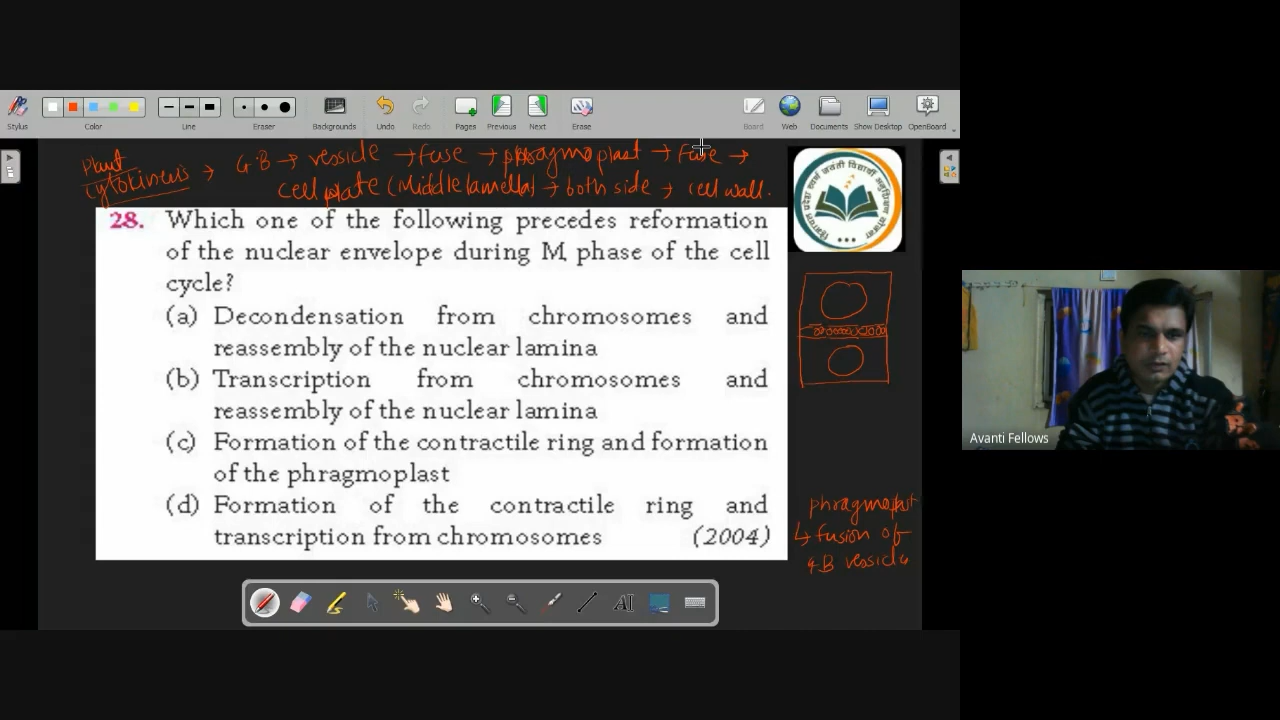 Stylus
Color
Line
Eraser
Backgrounds
Undo
Redo
Pages
Previous
Next
Erase
Board
Web
Documents
Show Desktop
OpenBoard
Plant cytokinesis → G.B → vessicle → fuse → phragmoplast → Fuse →
cell plate (Middle lamella) → both side → cell wall.
28. Which one of the following precedes reformation
of the nuclear envelope during M, phase of the cell
cycle?
(a) Decondensation from chromosomes and
reassembly of the nuclear lamina
(b) Transcription from chromosomes and
reassembly of the nuclear lamina
(c) Formation of the contractile ring and formation
of the phragmoplast
(d) Formation of the contractile ring and
transcription from chromosomes (2004)
phragmoplast
↳ fusion of
GB vessicle
Avanti Fellows